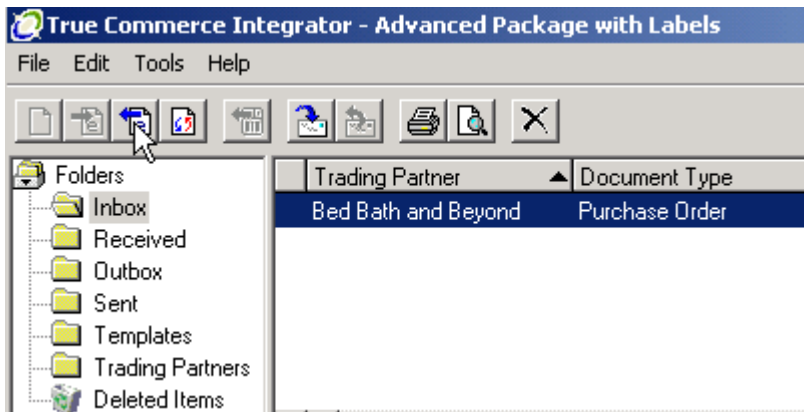 True Commerce Integrator - Advanced Package with Labels
File Edit Tools Help
Folders
Inbox
Received
Outbox
Sent
Templates
Trading Partners
Deleted Items
Trading Partner Document Type
Bed Bath and Beyond Purchase Order